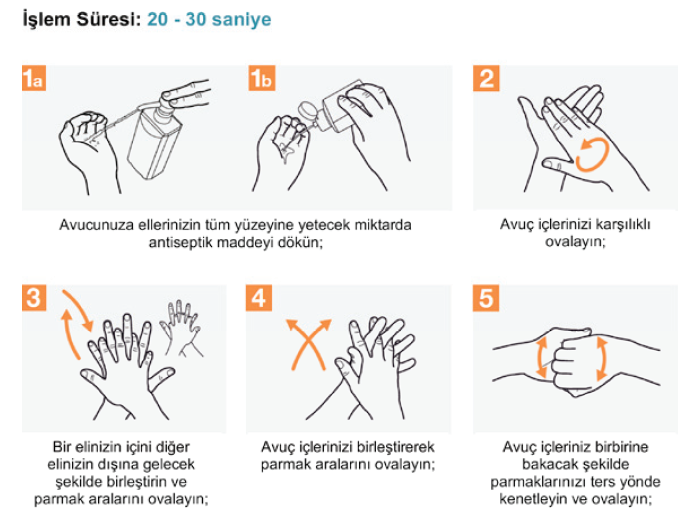 İşlem Süresi: 20 - 30 saniye
1a
1b
2
Avucunuza ellerinizin tüm yüzeyine yetecek miktarda
antiseptik maddeyi dökün;
Avuç içlerinizi karşılıklı
ovalayın;
3
4
5
Bir elinizin içini diğer
elinizin dışına gelecek
şekilde birleştirin ve
parmak aralarını ovalayın;
Avuç içlerinizi birleştirerek
parmak aralarını ovalayın;
Avuç içleriniz birbirine
bakacak şekilde
parmaklarınızı ters yönde
kenetleyin ve ovalayın;